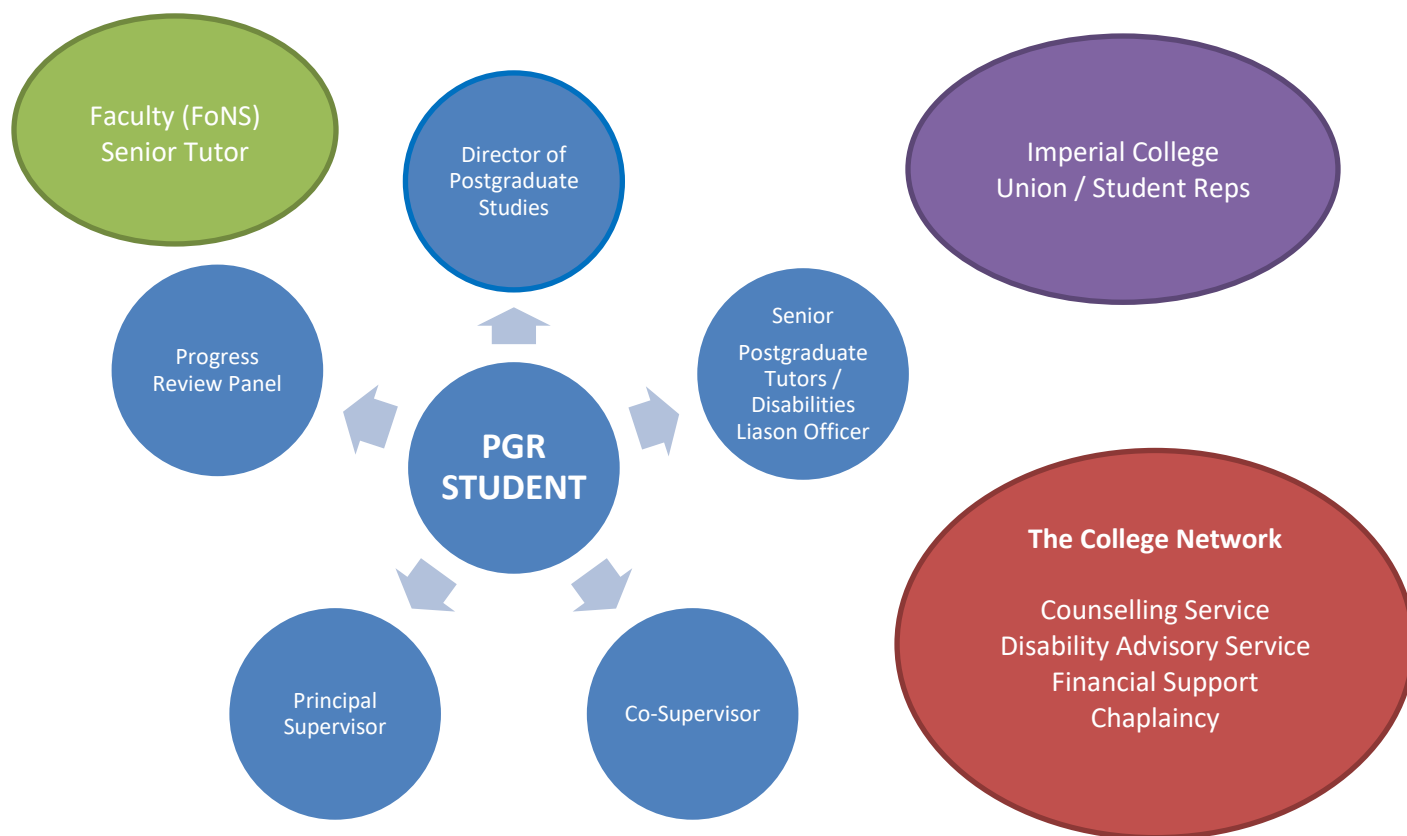 Faculty (FoNS)
Senior Tutor
Director of
Postgraduate
Studies
Imperial College
Union / Student Reps
Progress
Review Panel
Senior
Postgraduate
Tutors /
Disabilities
Liason Officer
PGR
STUDENT
The College Network
Counselling Service
Disability Advisory Service
Financial Support
Chaplaincy
Principal
Supervisor
Co-Supervisor